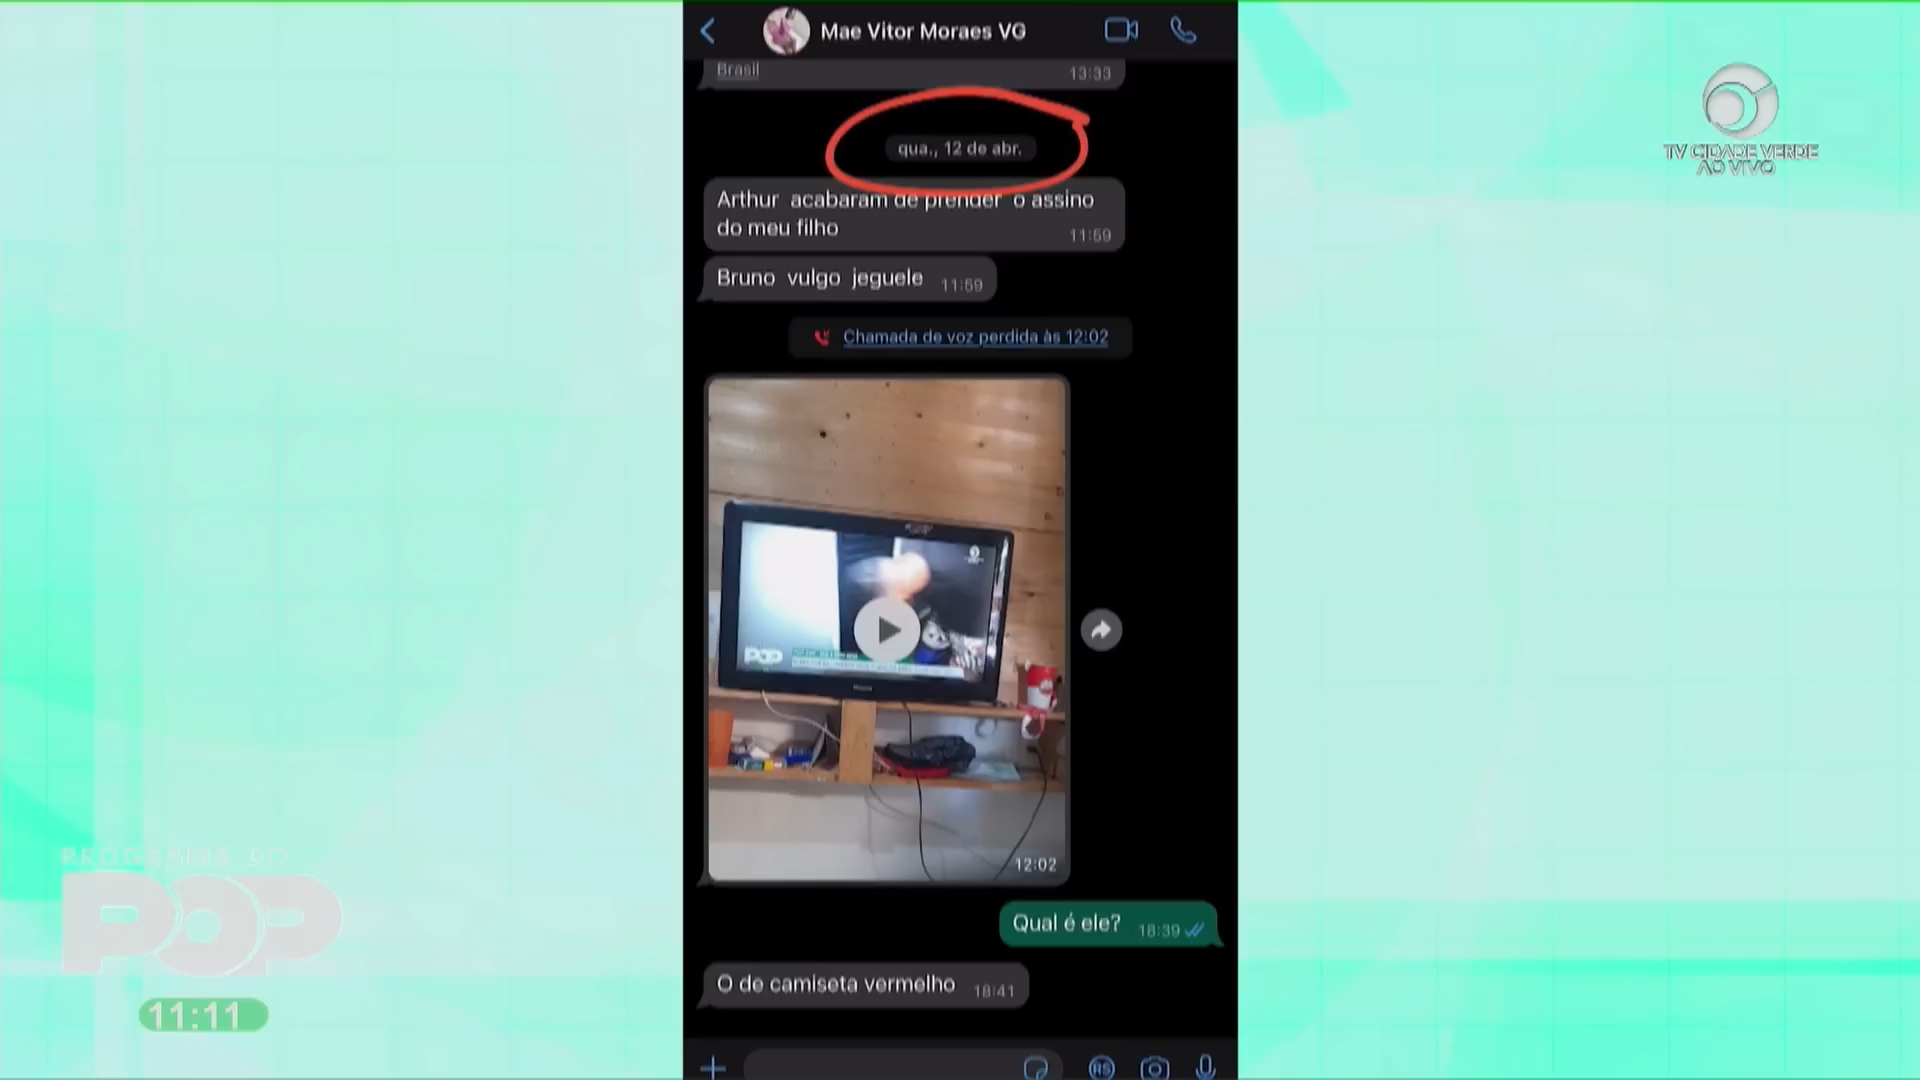 Mae Vitor Moraes VG
Brasil
13:33
qua., 12 de abr.
Arthur acabaram de prender o assino
do meu filho
11:59
Bruno vulgo jeguele
11:59
Chamada de voz perdida às 12:02
POP
12:02
Qual é ele?
18:39
O de camiseta vermelho
18:41
R$
TV CIDADE VERDE
AO VIVO
PROGRAMA DO
POP
11:11